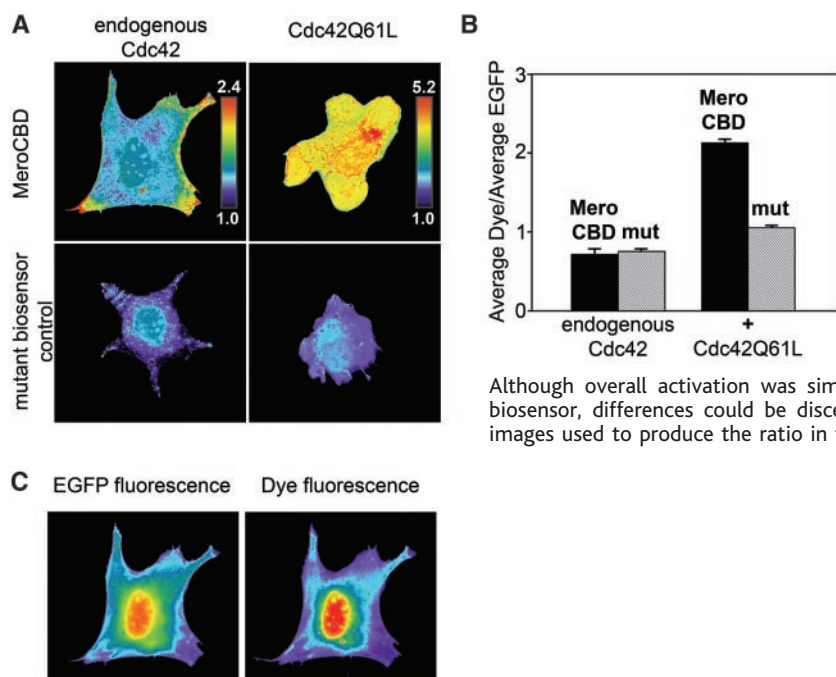 A
endogenous
Cdc42
Cdc42Q61L
MeroCBD
2.4
1.0
5.2
1.0
mutant biosensor
control
B
Average Dye/Average EGFP
3
2
1
0
Mero
CBD
mut
Mero
CBD
mut
endogenous
Cdc42
+
Cdc42Q61L
Although overall activation was sim
biosensor, differences could be disce
images used to produce the ratio in
C
EGFP fluorescence
Dye fluorescence